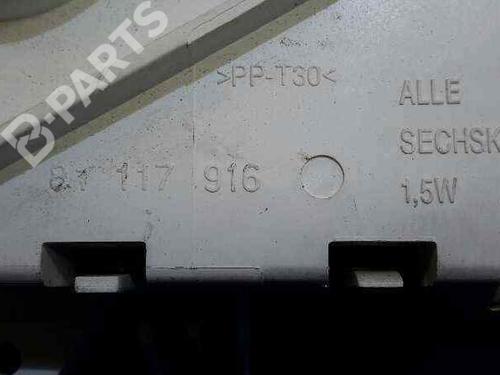 B-PARTS
>PP-T30<
ALLE
SECHSK
1,5W
117 916